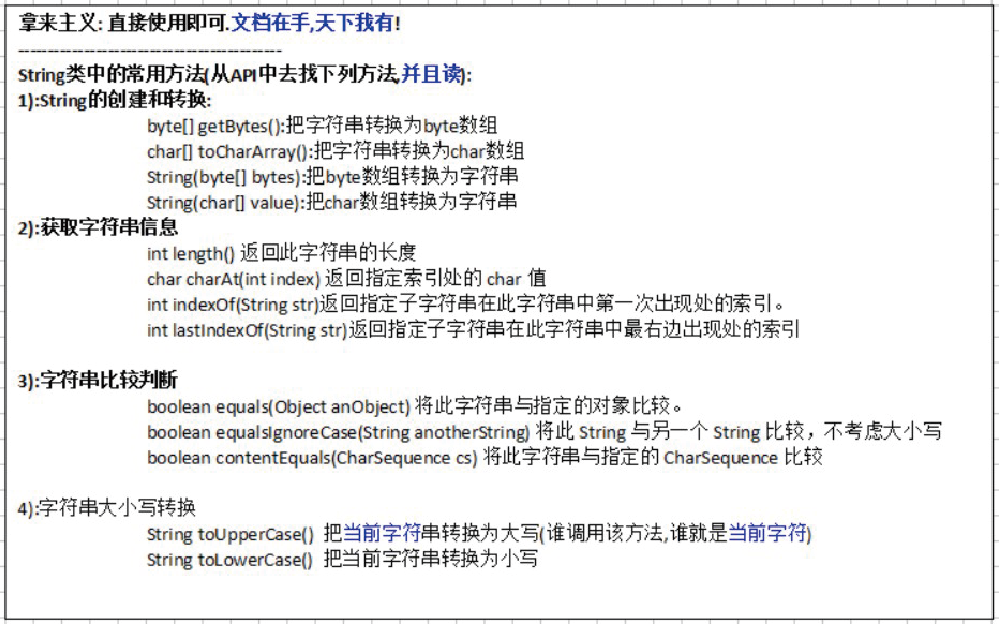 拿来主义: 直接使用即可.文档在手,天下我有!
--------------------------------------------
String类中的常用方法(从API中去找下列方法,并且读):
1):String的创建和转换:
byte[] getBytes():把字符串转换为byte数组
char[] toCharArray():把字符串转换为char数组
String(byte[] bytes):把byte数组转换为字符串
String(char[] value):把char数组转换为字符串
2):获取字符串信息
int length() 返回此字符串的长度
char charAt(int index) 返回指定索引处的 char 值
int indexOf(String str)返回指定子字符串在此字符串中第一次出现处的索引。
int lastIndexOf(String str)返回指定子字符串在此字符串中最右边出现处的索引
3):字符串比较判断
boolean equals(Object anObject) 将此字符串与指定的对象比较。
boolean equalsIgnoreCase(String anotherString) 将此 String 与另一个 String 比较，不考虑大小写
boolean contentEquals(CharSequence cs) 将此字符串与指定的 CharSequence 比较
4):字符串大小写转换
String toUpperCase() 把当前字符串转换为大写(谁调用该方法,谁就是当前字符)
String toLowerCase() 把当前字符串转换为小写